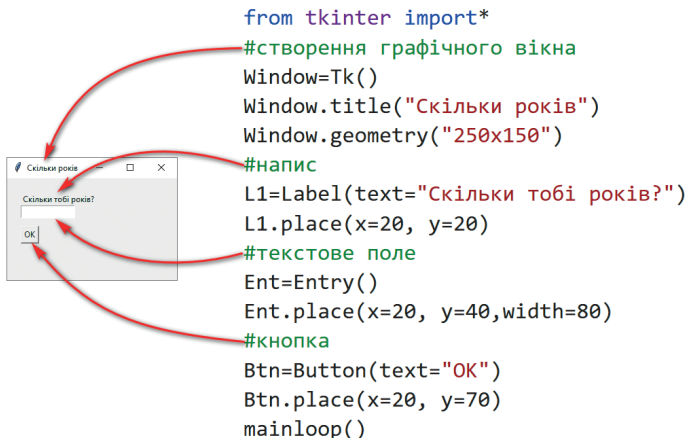 from tkinter import*
#створення графічного вікна
Window=Tk()
Window.title("Скільки років")
Window.geometry("250x150")
#напис
L1=Label(text="Скільки тобі років?")
L1.place(x=20, y=20)
#текстове поле
Ent=Entry()
Ent.place(x=20, y=40,width=80)
#кнопка
Btn=Button(text="OK")
Btn.place(x=20, y=70)
mainloop()
Скільки років
Скільки тобі років?
OK